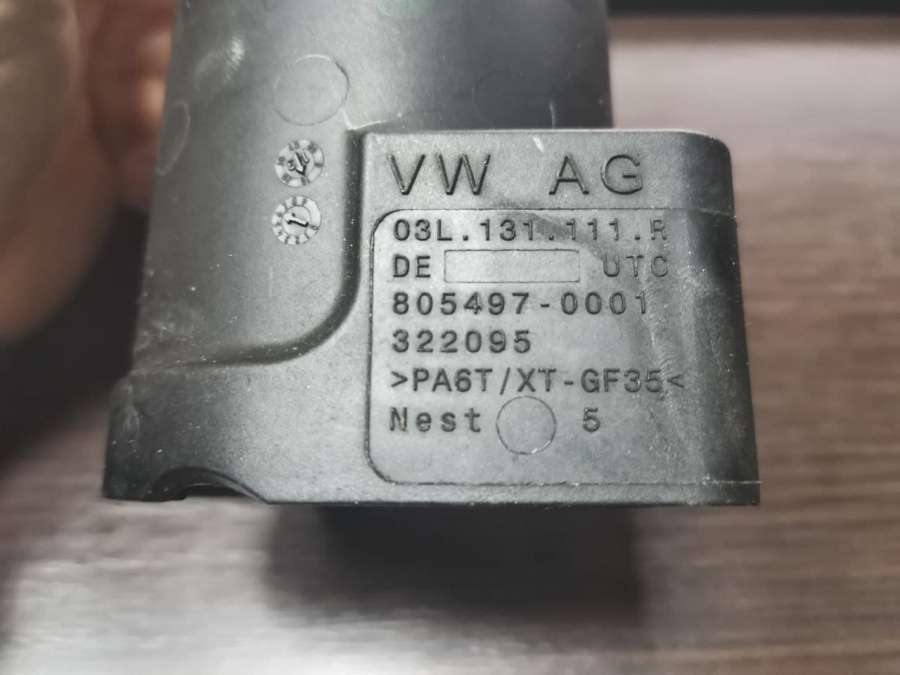 VW AG
03L.131.111.R
DE UTC
805497-0001
322095
>PA6T/XT-GF35<
Nest 5